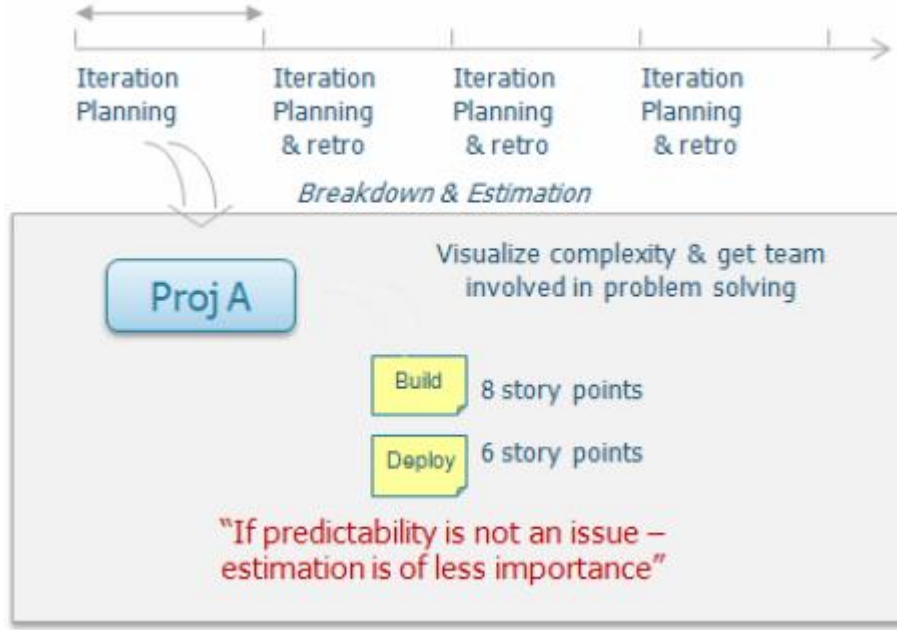 Iteration Planning
Iteration Planning & retro
Iteration Planning & retro
Iteration Planning & retro
Breakdown & Estimation
Visualize complexity & get team
involved in problem solving
Proj A
Build
8 story points
Deploy
6 story points
“If predictability is not an issue –
estimation is of less importance”